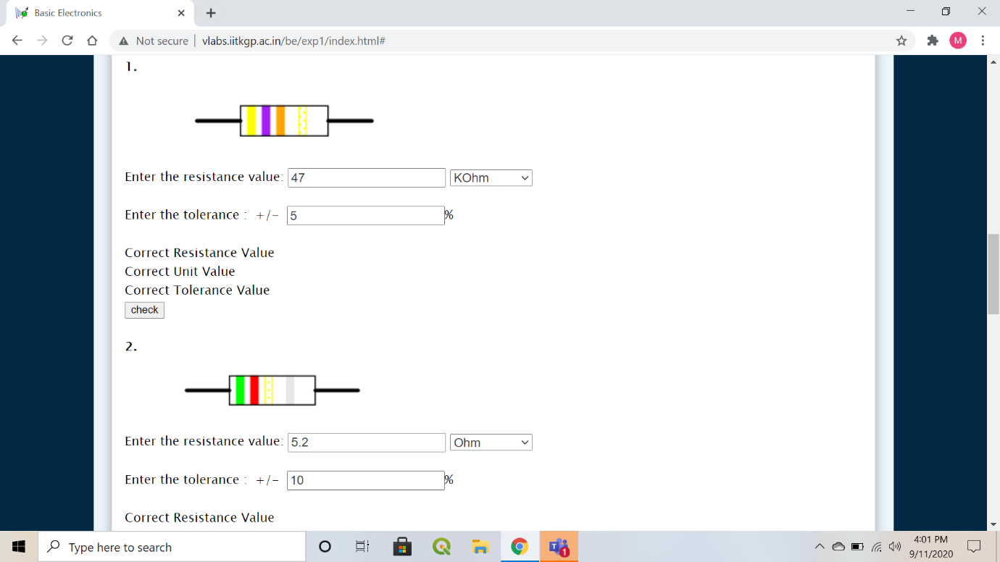 Basic Electronics
Not secure | vlabs.iitkgp.ac.in/be/exp1/index.html#
M
1.
Enter the resistance value: 47 KOhm
Enter the tolerance : +/- 5 %
Correct Resistance Value
Correct Unit Value
Correct Tolerance Value
check
2.
Enter the resistance value: 5.2 Ohm
Enter the tolerance : +/- 10 %
Correct Resistance Value
Type here to search
T
1
4:01 PM
9/11/2020